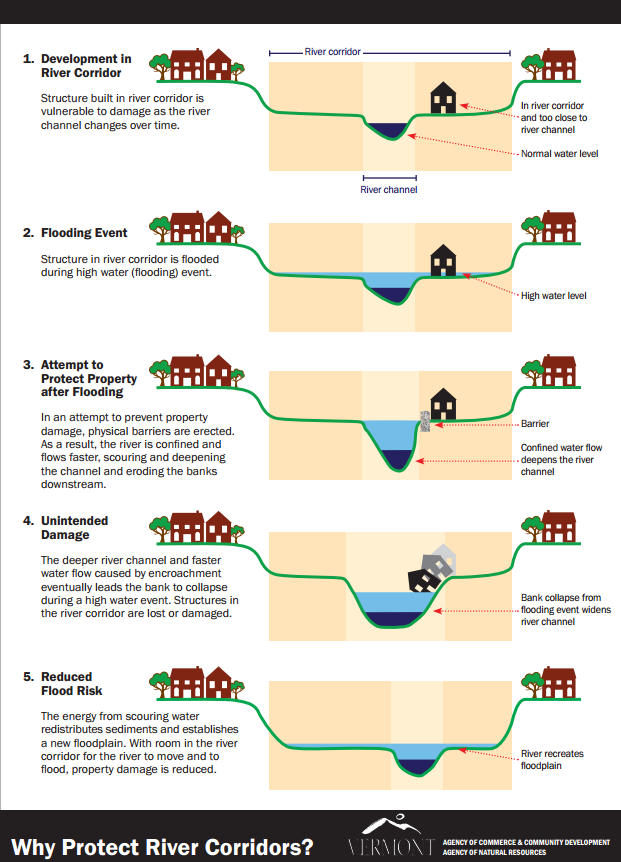 River corridor
1. Development in
River Corridor
Structure built in river corridor is
vulnerable to damage as the river
channel changes over time.
In river corridor
and too close to
river channel
Normal water level
River channel
2. Flooding Event
Structure in river corridor is flooded
during high water (flooding) event.
High water level
3. Attempt to
Protect Property
after Flooding
In an attempt to prevent property
damage, physical barriers are erected.
As a result, the river is confined and
flows faster, scouring and deepening
the channel and eroding the banks
downstream.
Barrier
Confined water flow
deepens the river
channel
4. Unintended
Damage
The deeper river channel and faster
water flow caused by encroachment
eventually leads the bank to collapse
during a high water event. Structures in
the river corridor are lost or damaged.
Bank collapse from
flooding event widens
river channel
5. Reduced
Flood Risk
The energy from scouring water
redistributes sediments and establishes
a new floodplain. With room in the river
corridor for the river to move and to
flood, property damage is reduced.
River recreates
floodplain
Why Protect River Corridors?
VERMONT
AGENCY OF COMMERCE & COMMUNITY DEVELOPMENT
AGENCY OF NATURAL RESOURCES